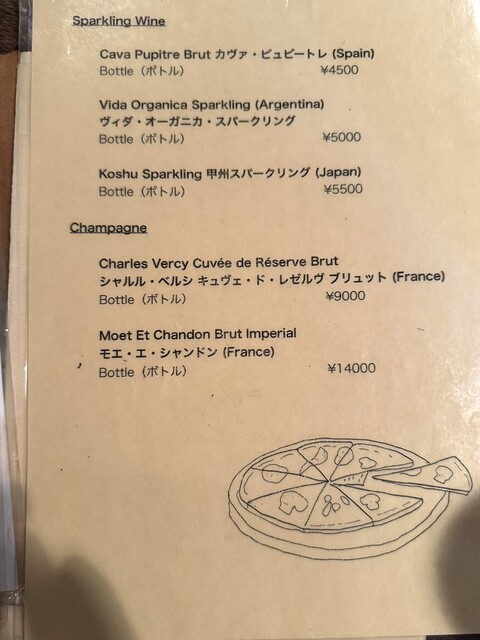 Sparkling Wine
Cava Pupitre Brut カヴァ・ピュピートレ (Spain)
Bottle（ボトル） ¥4500
Vida Organica Sparkling (Argentina)
ヴィダ・オーガニカ・スパークリング
Bottle（ボトル） ¥5000
Koshu Sparkling 甲州スパークリング (Japan)
Bottle（ボトル） ¥5500
Champagne
Charles Vercy Cuvée de Réserve Brut
シャルル・ベルシ キュヴェ・ド・レゼルヴ ブリュット (France)
Bottle（ボトル） ¥9000
Moet Et Chandon Brut Imperial
モエ・エ・シャンドン (France)
Bottle（ボトル） ¥14000